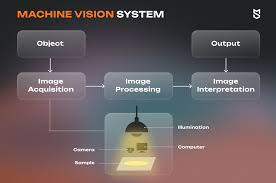 MACHINE VISION SYSTEM
Object
Output
Image
Acquisition
Image
Processing
Image
Interpretation
Illumination
Camera
Computer
Sample